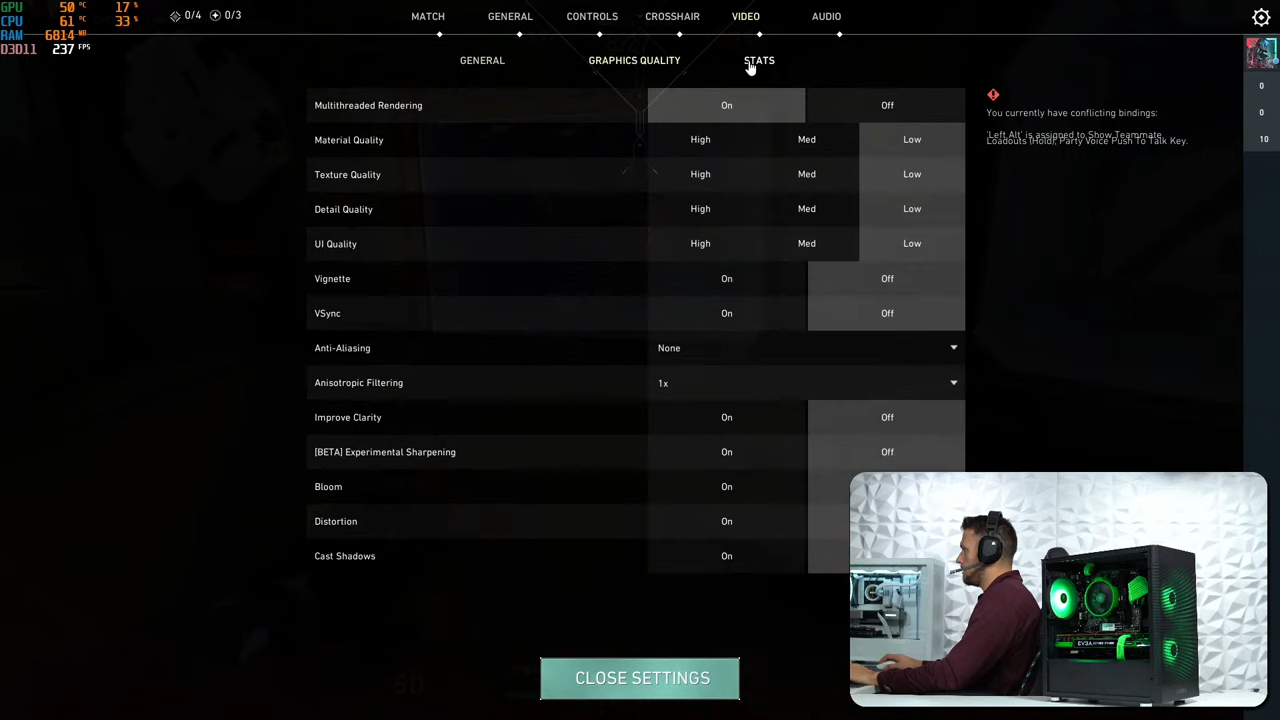 GPU 50 °C 17 %
CPU 61 °C 33 %
RAM 6814 MB
D3D11 237 FPS
0/4 0/3
MATCH GENERAL CONTROLS CROSSHAIR VIDEO AUDIO
GENERAL GRAPHICS QUALITY STATS
Multithreaded Rendering On Off
Material Quality High Med Low
Texture Quality High Med Low
Detail Quality High Med Low
UI Quality High Med Low
Vignette On Off
VSync On Off
Anti-Aliasing None
Anisotropic Filtering 1x
Improve Clarity On Off
[BETA] Experimental Sharpening On Off
Bloom On
Distortion On
Cast Shadows On
CLOSE SETTINGS
You currently have conflicting bindings:
'Left Alt' is assigned to Show Teammate
Loadouts (Hold), Party Voice Push To Talk Key.
0
0
10
EVGA